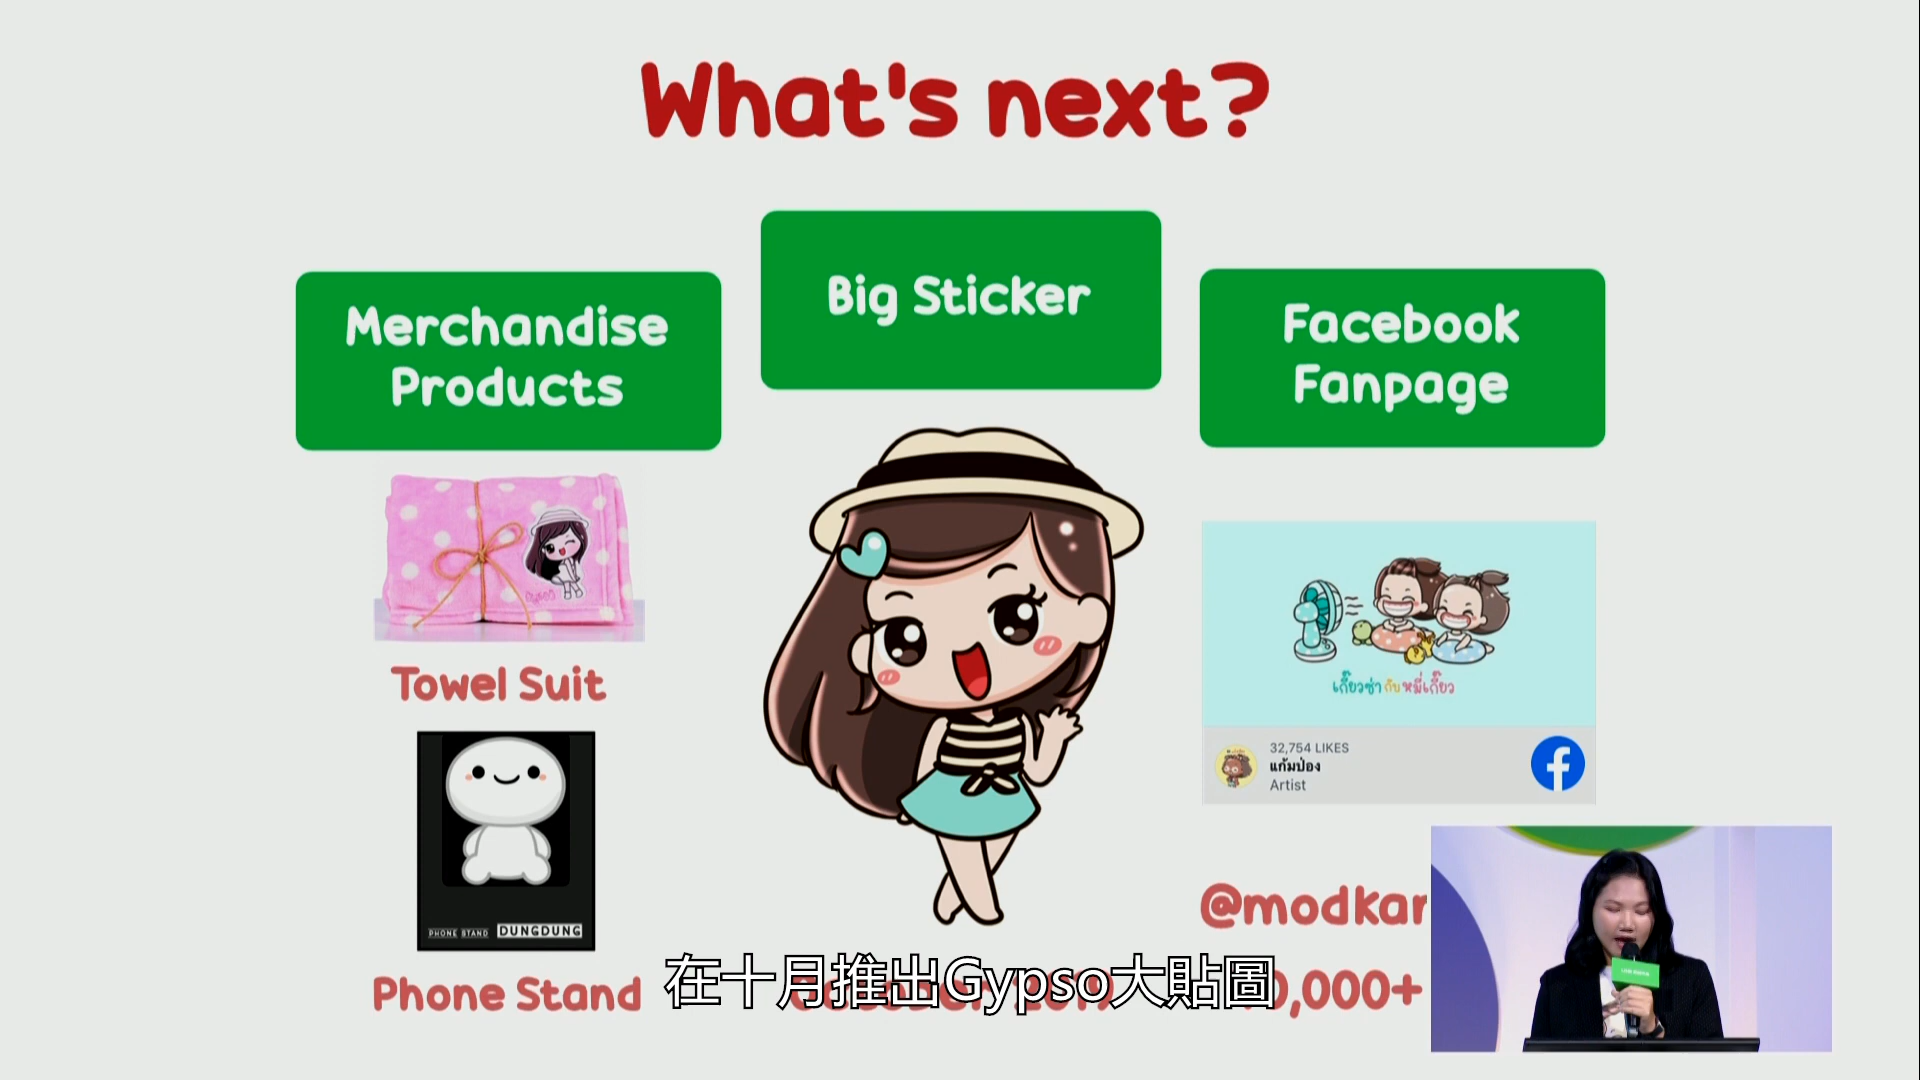 What's next?
Merchandise
Products
Big Sticker
Facebook
Fanpage
Towel Suit
เกี๊ยวซ่า กับ หมี่เกี๊ยว
32,754 LIKES
แก้มป่อง
Artist
PHONE STAND DUNGDUNG
Phone Stand
@modkar
0,000+
在十月推出Gypso大貼圖